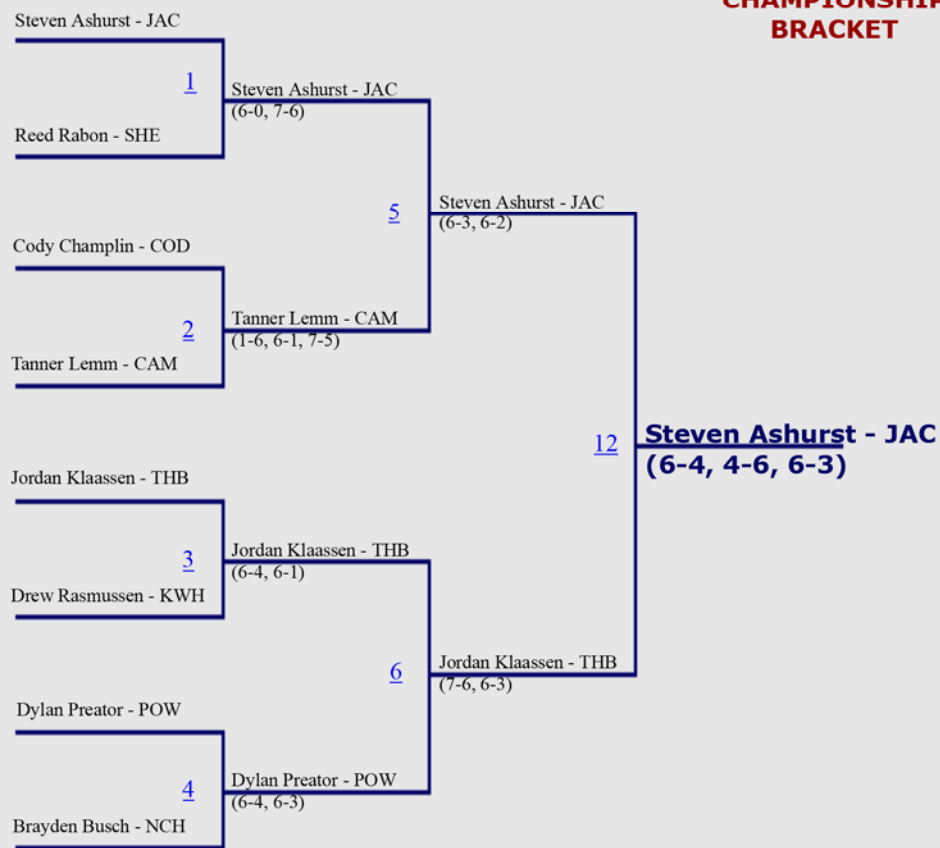 CHAMPIONSHIP
BRACKET
Steven Ashurst - JAC
1
Steven Ashurst - JAC
(6-0, 7-6)
Reed Rabon - SHE
5
Steven Ashurst - JAC
(6-3, 6-2)
Cody Champlin - COD
2
Tanner Lemm - CAM
(1-6, 6-1, 7-5)
Tanner Lemm - CAM
12
Steven Ashurst - JAC
(6-4, 4-6, 6-3)
Jordan Klaassen - THB
3
Jordan Klaassen - THB
(6-4, 6-1)
Drew Rasmussen - KWH
6
Jordan Klaassen - THB
(7-6, 6-3)
Dylan Preator - POW
4
Dylan Preator - POW
(6-4, 6-3)
Brayden Busch - NCH